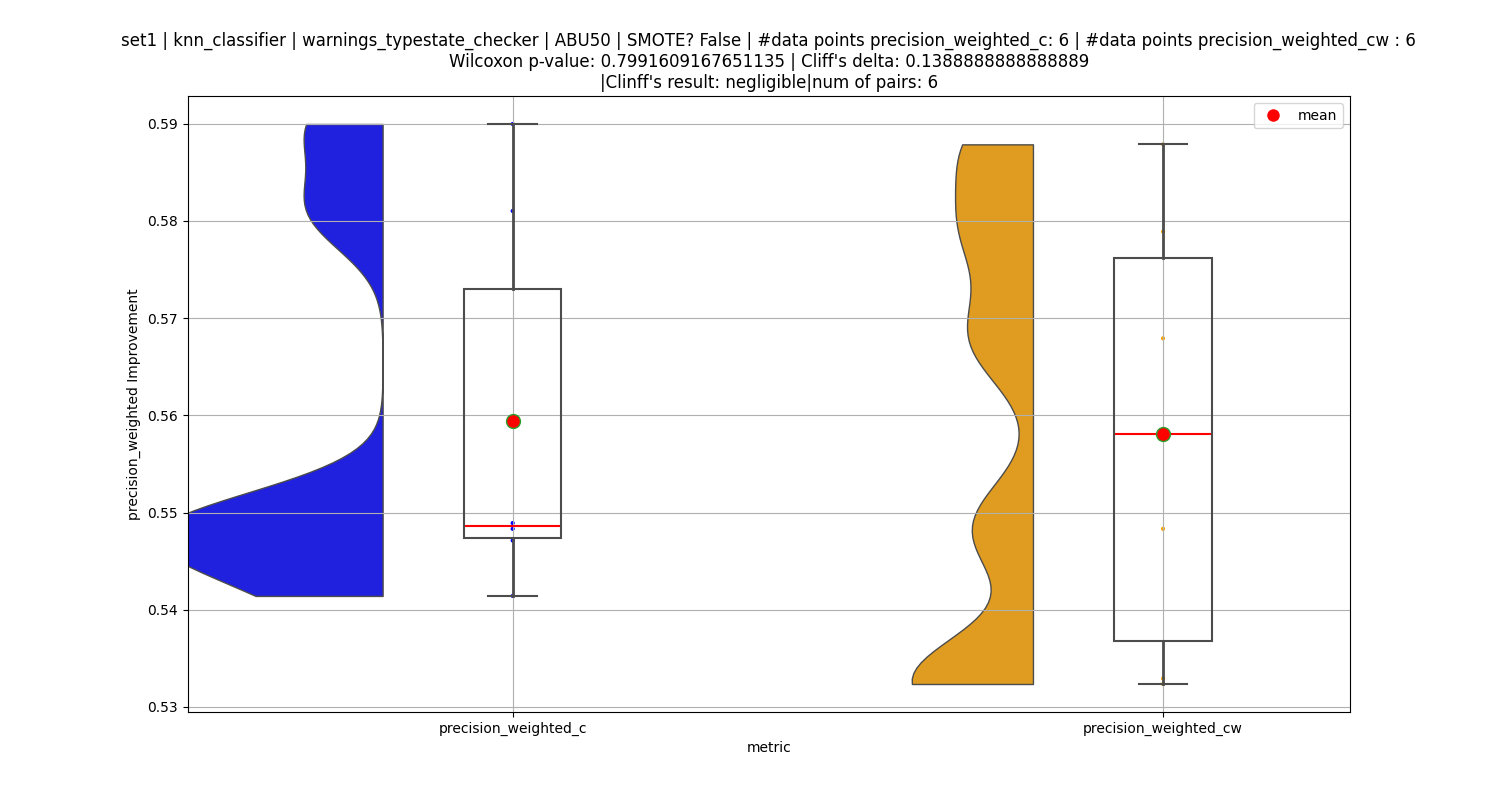 set1 | knn_classifier | warnings_typestate_checker | ABU50 | SMOTE? False | #data points precision_weighted_c: 6 | #data points precision_weighted_cw : 6
Wilcoxon p-value: 0.7991609167651135 | Cliff's delta: 0.1388888888888889
|Clinff's result: negligible|num of pairs: 6
mean
0.59
0.58
0.57
0.56
0.55
0.54
0.53
precision_weighted Improvement
precision_weighted_c
precision_weighted_cw
metric